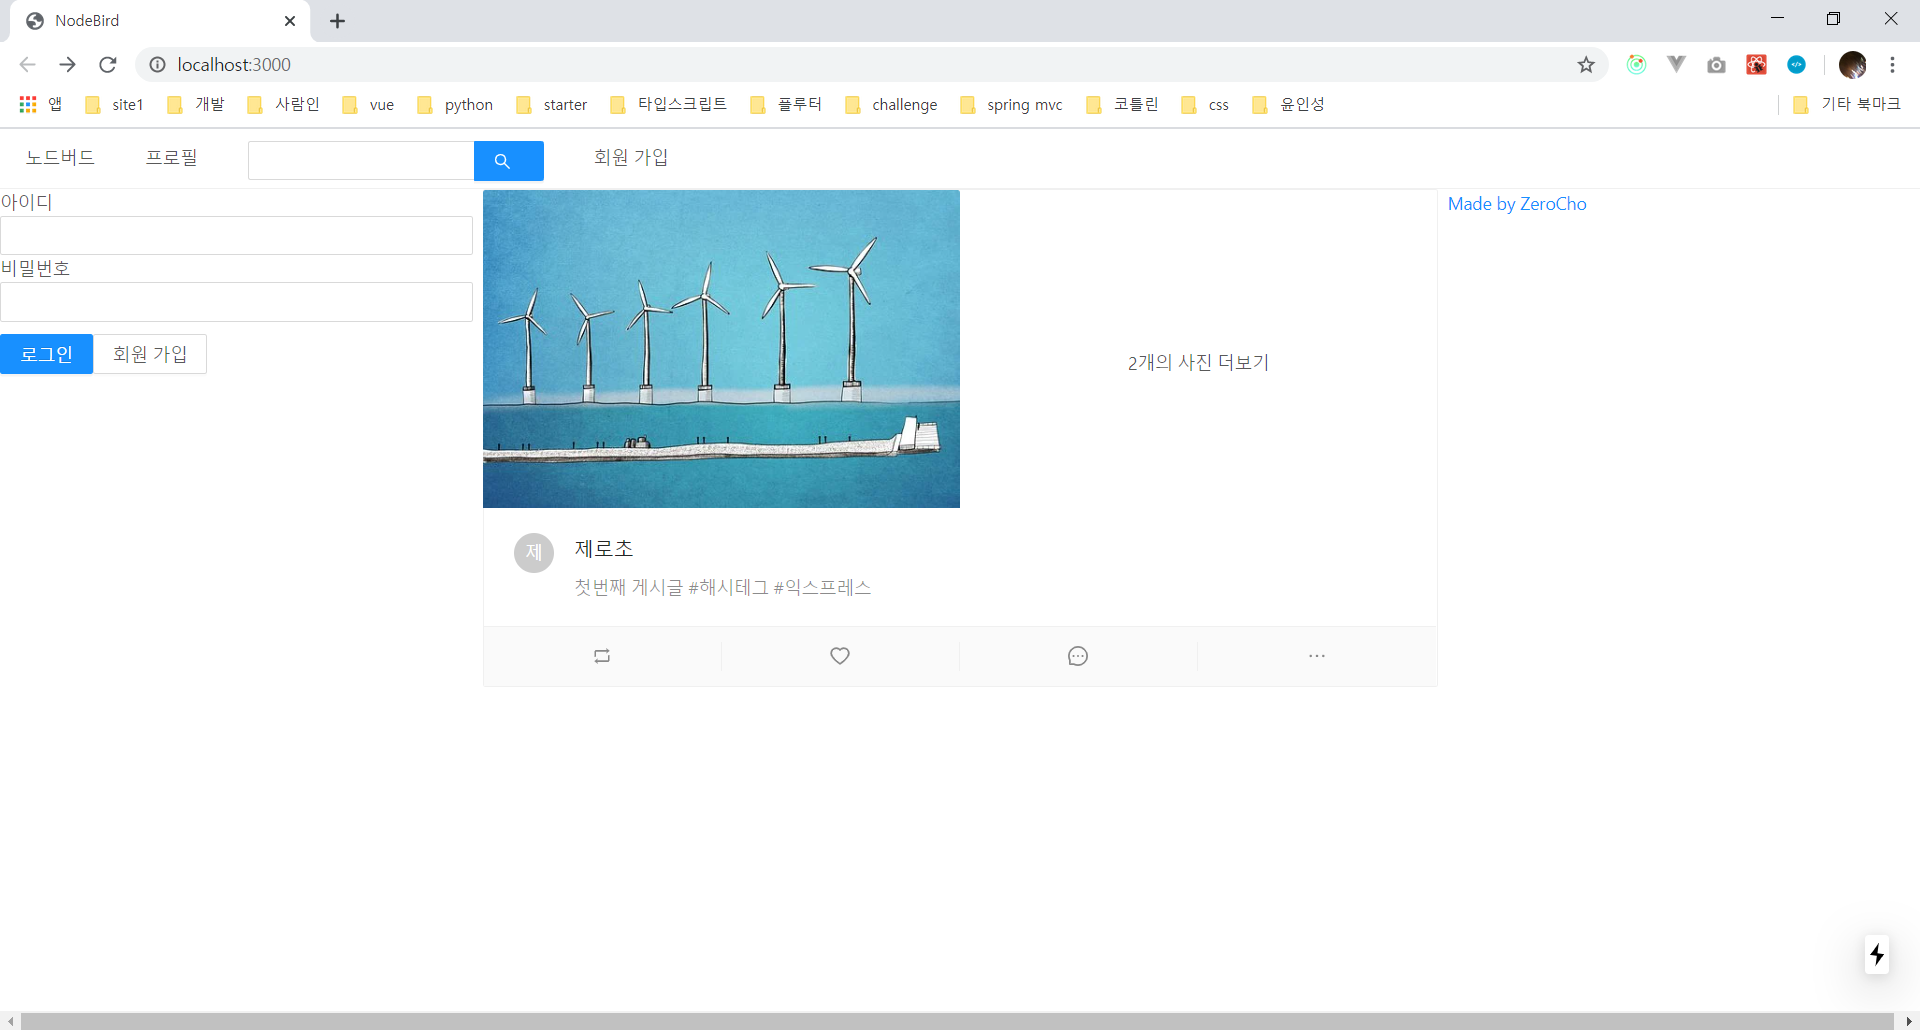 NodeBird
localhost:3000
앱 site1 개발 사람인 vue python starter 타입스크립트 플루터 challenge spring mvc 코틀린 css 윤인성 기타 북마크
노드버드 프로필 회원 가입
아이디
비밀번호
로그인 회원 가입
2개의 사진 더보기
제 제로초
첫번째 게시글 #해시테그 #익스프레스
Made by ZeroCho